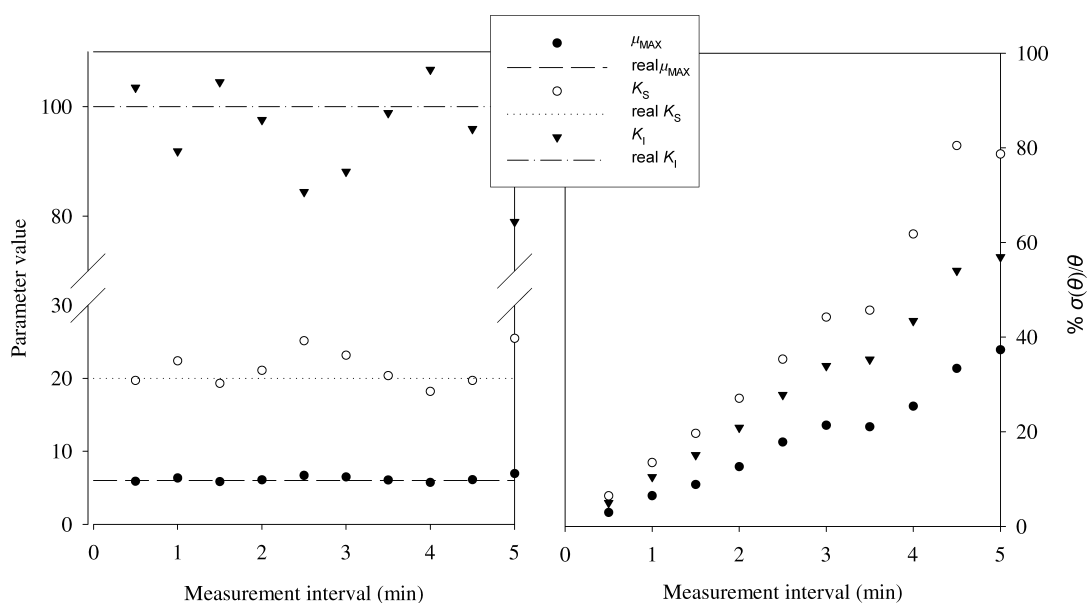 μMAX
real μMAX
KS
real KS
KI
real KI
Parameter value
100
80
30
20
10
0
0 1 2 3 4 5
Measurement interval (min)
100
80
60
40
20
0
% σ(θ)/θ
0 1 2 3 4 5
Measurement interval (min)